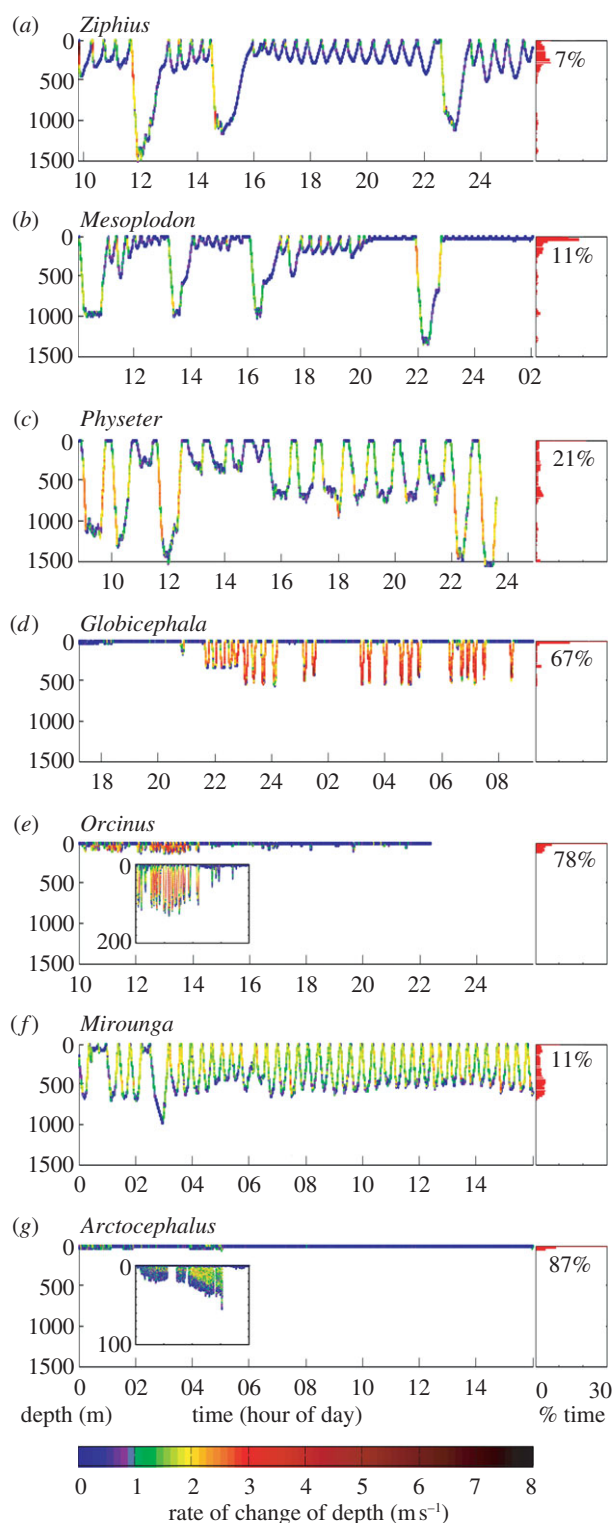 (a) Ziphius
0
500
1000
1500
7%
10 12 14 16 18 20 22 24
(b) Mesoplodon
0
500
1000
1500
11%
12 14 16 18 20 22 24 02
(c) Physeter
0
500
1000
1500
21%
10 12 14 16 18 20 22 24
(d) Globicephala
0
500
1000
1500
67%
18 20 22 24 02 04 06 08
(e) Orcinus
0
500
1000
1500
0
200
78%
10 12 14 16 18 20 22 24
(f) Mirounga
0
500
1000
1500
11%
0 02 04 06 08 10 12 14
(g) Arctocephalus
0
500
1000
1500
0
100
87%
0 02 04 06 08 10 12 14 0 30
depth (m) time (hour of day) % time
0 1 2 3 4 5 6 7 8
rate of change of depth (m s⁻¹)